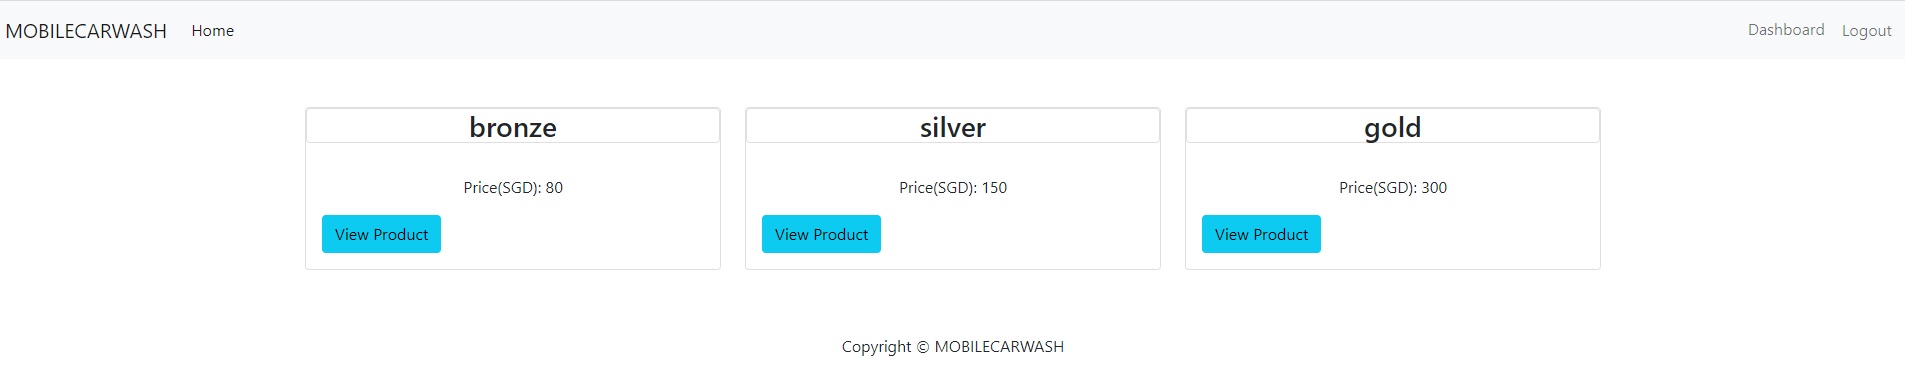 MOBILECARWASH Home Dashboard Logout
bronze silver gold
Price(SGD): 80 Price(SGD): 150 Price(SGD): 300
View Product View Product View Product
Copyright © MOBILECARWASH